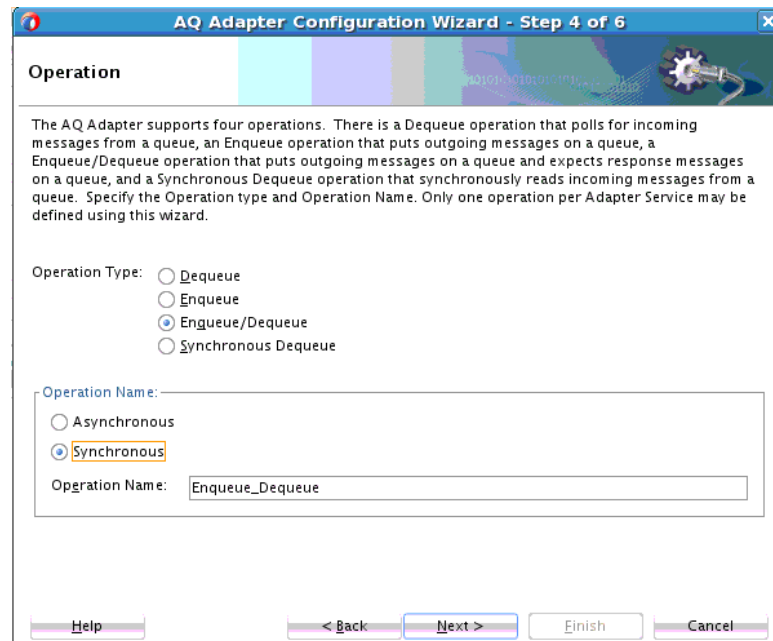 AQ Adapter Configuration Wizard - Step 4 of 6
Operation
The AQ Adapter supports four operations. There is a Dequeue operation that polls for incoming
messages from a queue, an Enqueue operation that puts outgoing messages on a queue, a
Enqueue/Dequeue operation that puts outgoing messages on a queue and expects response messages
on a queue, and a Synchronous Dequeue operation that synchronously reads incoming messages from a
queue. Specify the Operation type and Operation Name. Only one operation per Adapter Service may be
defined using this wizard.
Operation Type:
Dequeue
Enqueue
Enqueue/Dequeue
Synchronous Dequeue
Operation Name:
Asynchronous
Synchronous
Operation Name: Enqueue_Dequeue
Help < Back Next > Finish Cancel